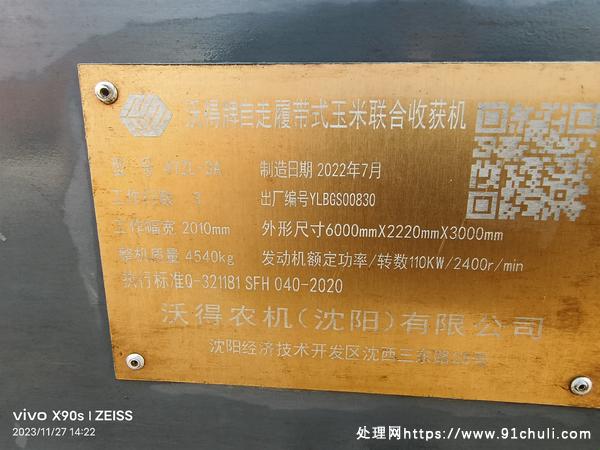 沃得牌自走履带式玉米联合收获机
型 号 4YZL-3A 制造日期 2022年7月
工作行数 3 出厂编号YLBGS00830
工作幅宽 2010mm 外形尺寸6000mmX2220mmX3000mm
整机质量 4540kg 发动机额定功率/转数110KW/2400r/min
执行标准Q-321181 SFH 040-2020
沃得农机(沈阳)有限公司
沈阳经济技术开发区沈西三东路
vivo X90s | ZEISS
2023/11/27 14:22
处理网https://www.91chuli.com/